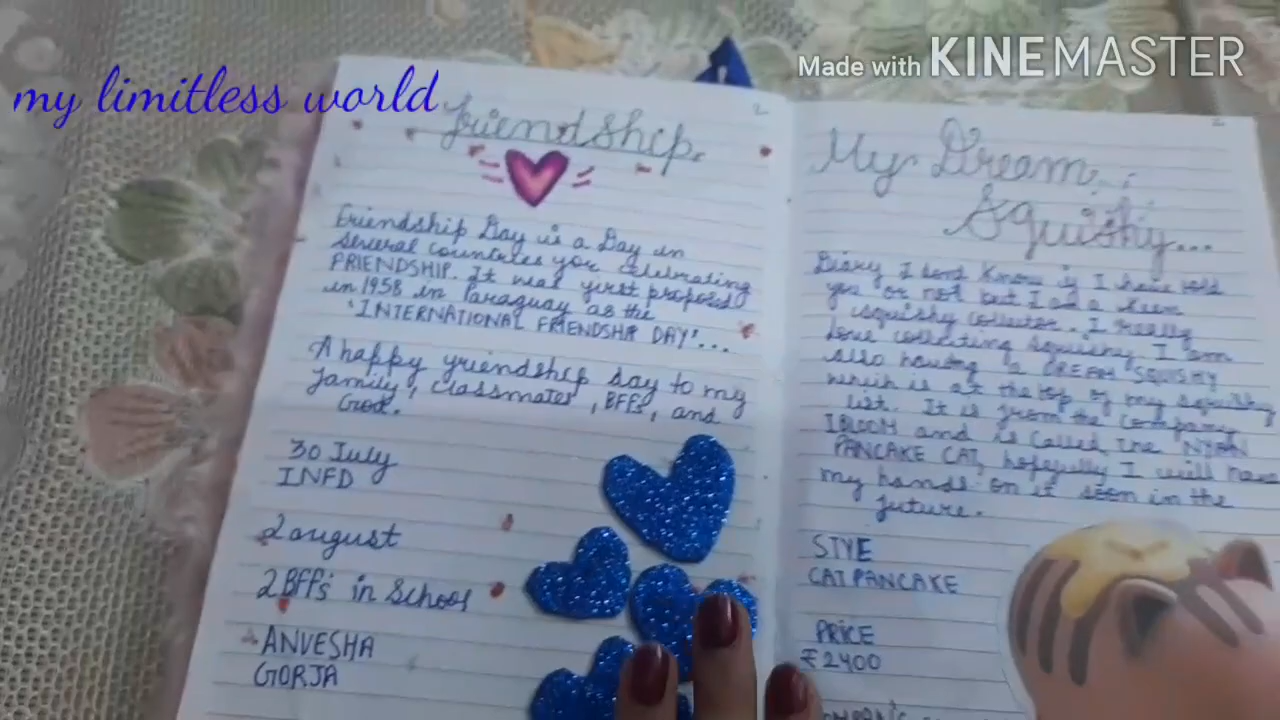 Made with KINEMASTER
my limitless world
2
friendship.
Friendship Day is a Day in
several countries for celebrating
FRIENDSHIP. It was first proposed
in 1958 in Paraguay as the
'INTERNATIONAL FRIENDSHIP DAY'...
A happy friendship day to my
family, classmates, BFFs, and
God.
30 July
INFD
2 august
2 BFFs in School
ANVESHA
GORJA
2
My Dream
Squishy...
Diary I dont know if I have told
you or not but I am a keen
squishy collector. I really
love collecting squishy I am
also having a DREAM SQUISHY
which is at the top of my squishy
list. It is from the company
IBLOOM and is called the NYAN
PANCAKE CAT, hopefully I will have
my hands on it soon in the
future.
STYE
CAT PANCAKE
PRICE
₹2400